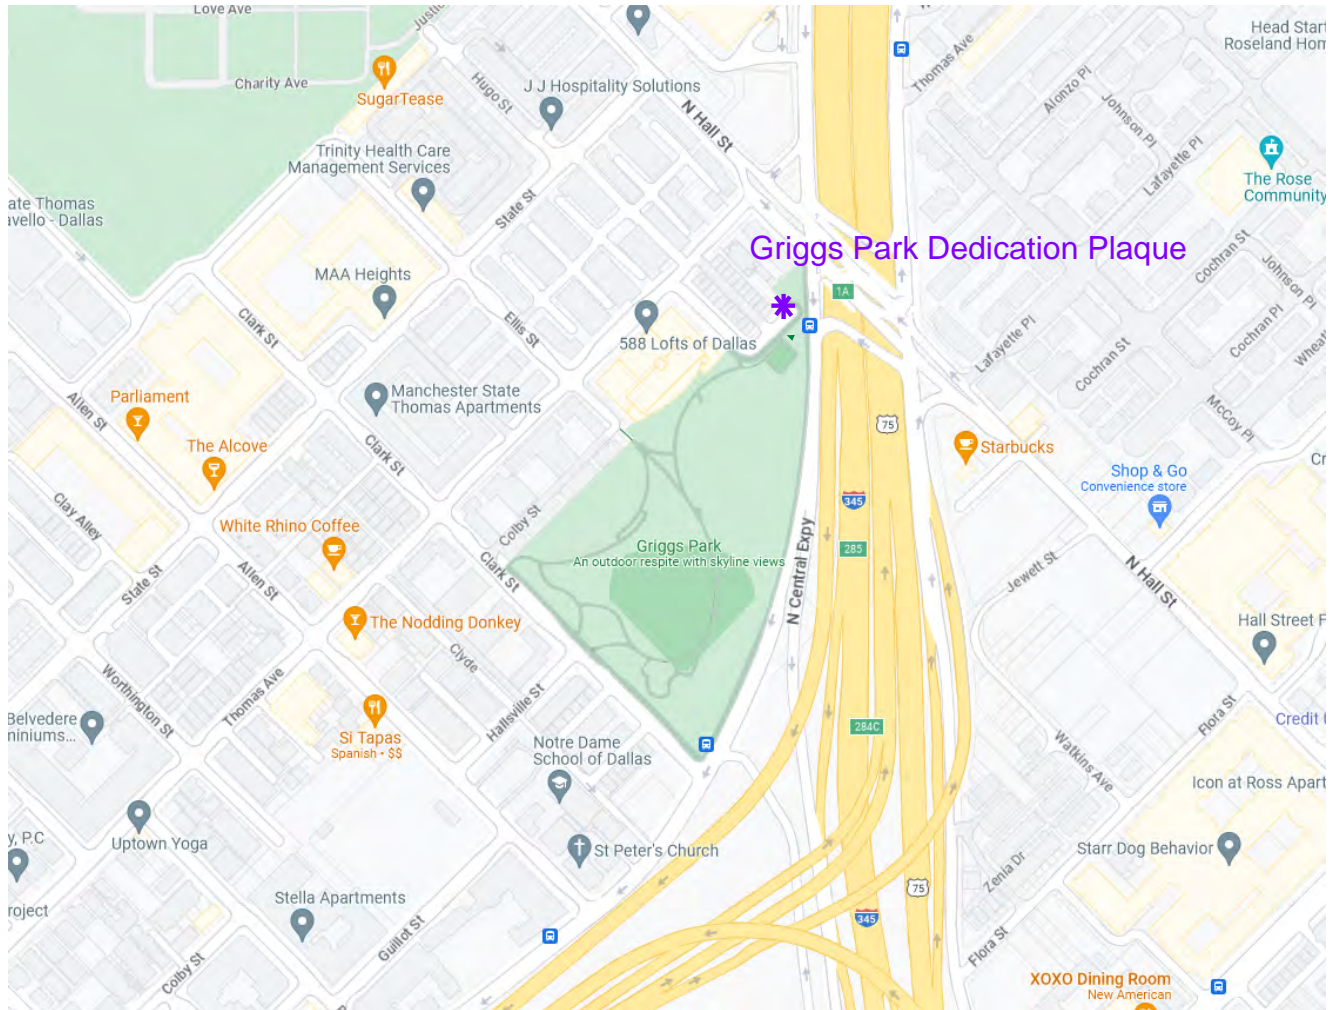 Love Ave
Justic
Head Start
Roseland Hom
Charity Ave
SugarTease
Hugo St
J J Hospitality Solutions
N Hall St
Thomas Ave
Alonzo Pl
Johnson Pl
Lafayette Pl
The Rose
Community
Trinity Health Care
Management Services
State St
ate Thomas
avello - Dallas
Griggs Park Dedication Plaque
Cochran St
Johnson Pl
MAA Heights
1A
Clark St
Ellis St
588 Lofts of Dallas
Lafayette Pl
Cochran St
Cochran Pl
Wheat
Parliament
Allen St
Manchester State
Thomas Apartments
McCoy Pl
75
The Alcove
Clark St
Starbucks
Shop & Go
Convenience store
Cr
Clay Alley
345
White Rhino Coffee
Colby St
Griggs Park
An outdoor respite with skyline views
N Central Expy
285
State St
Allen St
Clark St
Jewett St
N Hall St
The Nodding Donkey
Clyde
Hall Street F
Worthington St
Thomas Ave
Hallsville St
Flora St
Belvedere
miniums...
Si Tapas
Spanish • $$
284C
Credit
Notre Dame
School of Dallas
Watkins Ave
Icon at Ross Apart
y, P.C
Uptown Yoga
St Peter's Church
Starr Dog Behavior
Zenia Dr
75
roject
Stella Apartments
Guillot St
345
Colby St
Flora St
XOXO Dining Room
New American